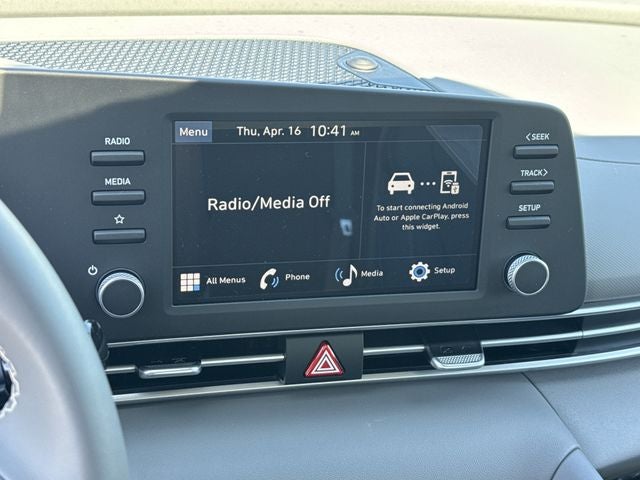 RADIO
MEDIA
Menu
Thu, Apr. 16 10:41 AM
Radio/Media Off
To start connecting Android
Auto or Apple CarPlay, press
this widget.
All Menus
Phone
Media
Setup
< SEEK
TRACK >
SETUP